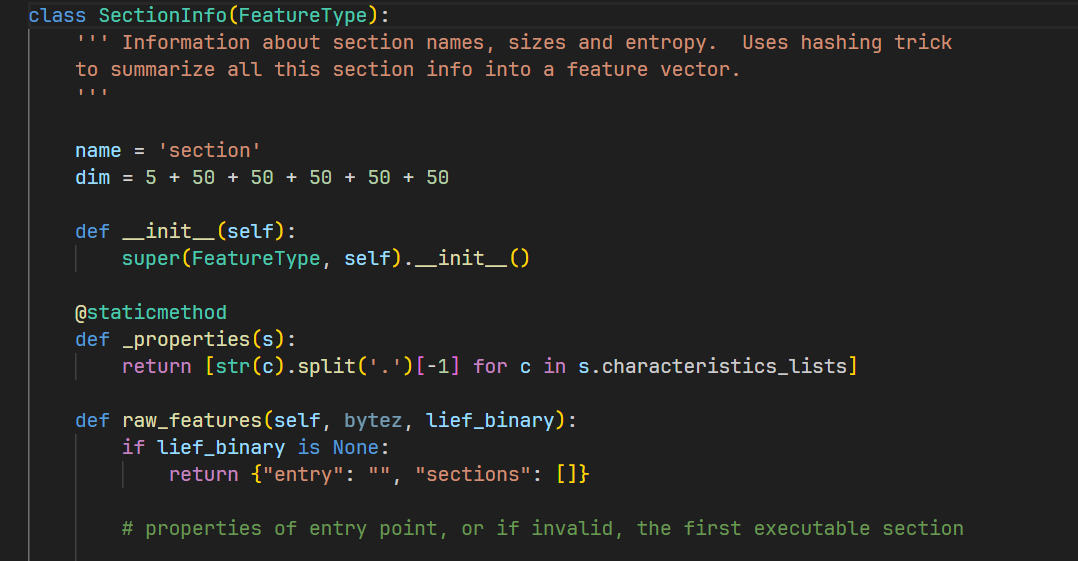 class SectionInfo(FeatureType):
    ''' Information about section names, sizes and entropy.  Uses hashing trick
    to summarize all this section info into a feature vector.
    '''
    name = 'section'
    dim = 5 + 50 + 50 + 50 + 50 + 50
    def __init__(self):
        super(FeatureType, self).__init__()
    @staticmethod
    def _properties(s):
        return [str(c).split('.')[-1] for c in s.characteristics_lists]
    def raw_features(self, bytez, lief_binary):
        if lief_binary is None:
            return {"entry": "", "sections": []}
        # properties of entry point, or if invalid, the first executable section